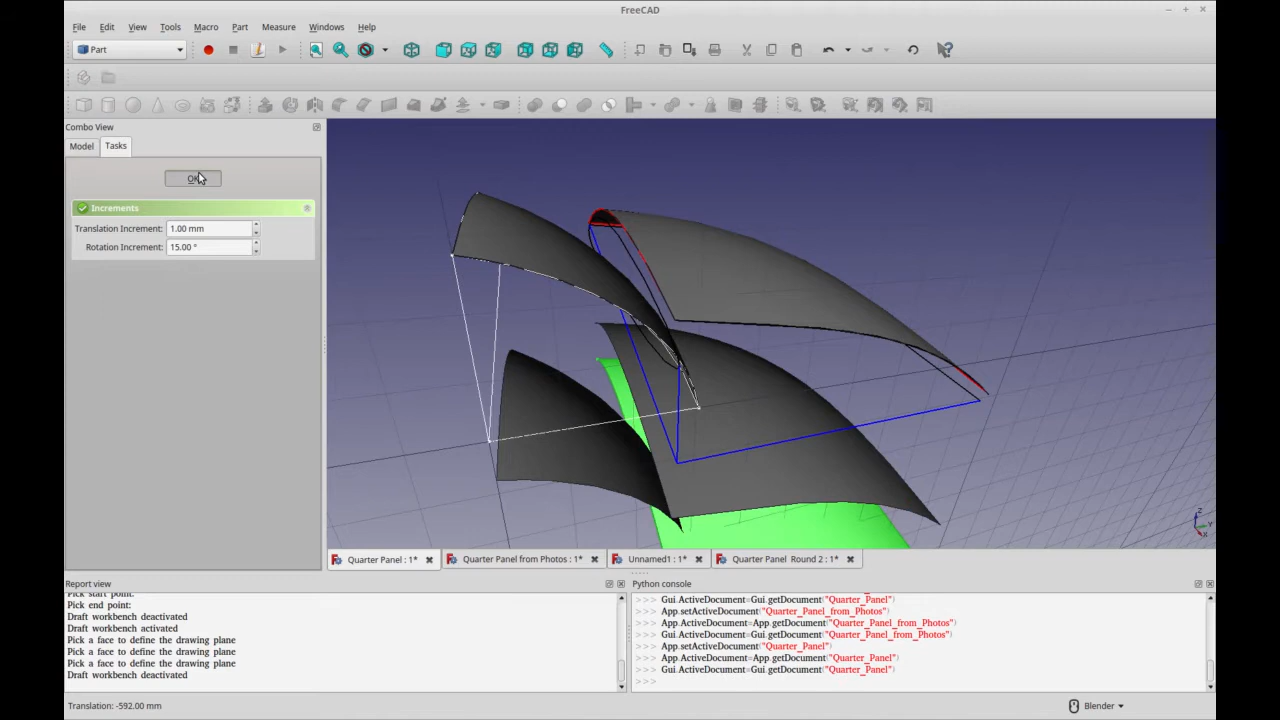 FreeCAD
File Edit View Tools Macro Part Measure Windows Help
Part
Combo View
Model Tasks
OK
Increments
Translation Increment: 1.00 mm
Rotation Increment: 15.00 °
Z
Y
X
Quarter Panel : 1* Quarter Panel from Photos : 1* Unnamed1 : 1* Quarter Panel Round 2 : 1*
Report view
Pick start point:
Pick end point:
Draft workbench deactivated
Draft workbench activated
Pick a face to define the drawing plane
Pick a face to define the drawing plane
Pick a face to define the drawing plane
Draft workbench deactivated
Python console
>>> Gui.ActiveDocument=Gui.getDocument("Quarter_Panel")
>>> App.setActiveDocument("Quarter_Panel_from_Photos")
>>> App.ActiveDocument=App.getDocument("Quarter_Panel_from_Photos")
>>> Gui.ActiveDocument=Gui.getDocument("Quarter_Panel_from_Photos")
>>> App.setActiveDocument("Quarter_Panel")
>>> App.ActiveDocument=App.getDocument("Quarter_Panel")
>>> Gui.ActiveDocument=Gui.getDocument("Quarter_Panel")
>>>
Translation: -592.00 mm
Blender